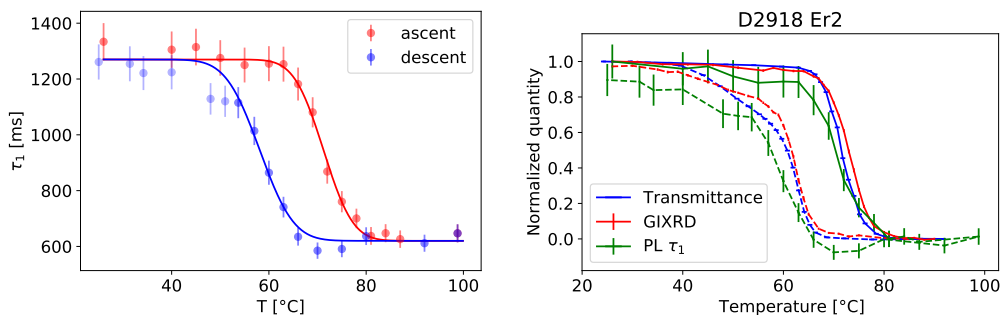 1400
1200
1000
800
600
τ1 [ms]
40
60
80
100
T [°C]
ascent
descent
D2918 Er2
1.0
0.8
0.6
0.4
0.2
0.0
Normalized quantity
20
40
60
80
100
Temperature [°C]
Transmittance
GIXRD
PL τ1